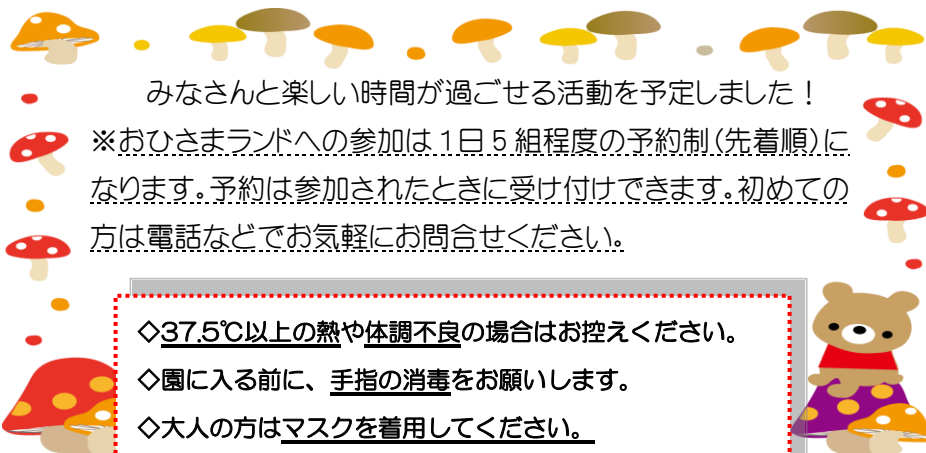 みなさんと楽しい時間が過ごせる活動を予定しました！
※おひさまランドへの参加は１日５組程度の予約制（先着順）に
なります。予約は参加されたときに受け付けできます。初めての
方は電話などでお気軽にお問合せください。
◇37.5℃以上の熱や体調不良の場合はお控えください。
◇園に入る前に、手指の消毒をお願いします。
◇大人の方はマスクを着用してください。